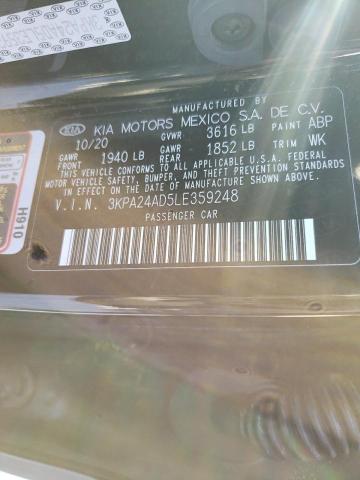 MANUFACTURED BY
KIA KIA MOTORS MEXICO S.A. DE C.V.
10/20 GVWR 3616 LB PAINT ABP
GAWR FRONT 1940 LB GAWR REAR 1852 LB TRIM WK
THIS VEHICLE CONFORMS TO ALL APPLICABLE U.S.A. FEDERAL
MOTOR VEHICLE SAFETY, BUMPER, AND THEFT PREVENTION STANDARDS
IN EFFECT ON THE DATE OF MANUFACTURE SHOWN ABOVE.
V.I.N. 3KPA24AD5LE359248
PASSENGER CAR
H910